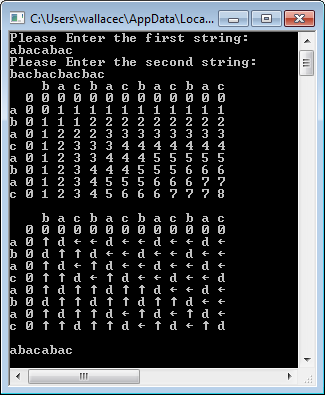 C:\Users\wallacec\AppData\Loca...
Please Enter the first string:
abacabac
Please Enter the second string:
bacbacbacbac
b a c b a c b a c b a c
0 0 0 0 0 0 0 0 0 0 0 0 0
a 0 0 1 1 1 1 1 1 1 1 1 1 1
b 0 1 1 1 2 2 2 2 2 2 2 2 2
a 0 1 2 2 2 3 3 3 3 3 3 3 3
c 0 1 2 3 3 3 4 4 4 4 4 4 4
a 0 1 2 3 3 4 4 4 5 5 5 5 5
b 0 1 2 3 4 4 4 5 5 5 6 6 6
a 0 1 2 3 4 5 5 5 6 6 6 7 7
c 0 1 2 3 4 5 6 6 6 7 7 7 8
b a c b a c b a c b a c
0 0 0 0 0 0 0 0 0 0 0 0 0
a 0 ↑ d ← ← d ← ← d ← ← d ←
b 0 d ↑ ↑ d ← ← d ← ← d ← ←
a 0 ↑ d ← ↑ d ← ← d ← ← d ←
c 0 ↑ ↑ d ← ↑ d ← ← d ← ← d
a 0 ↑ d ↑ ↑ d ↑ ↑ d ← ← d ←
b 0 d ↑ ↑ d ↑ ↑ d ↑ ↑ d ← ←
a 0 ↑ d ↑ ↑ d ← ↑ d ← ↑ d ←
c 0 ↑ ↑ d ↑ ↑ d ← ↑ d ← ↑ d
abacabac